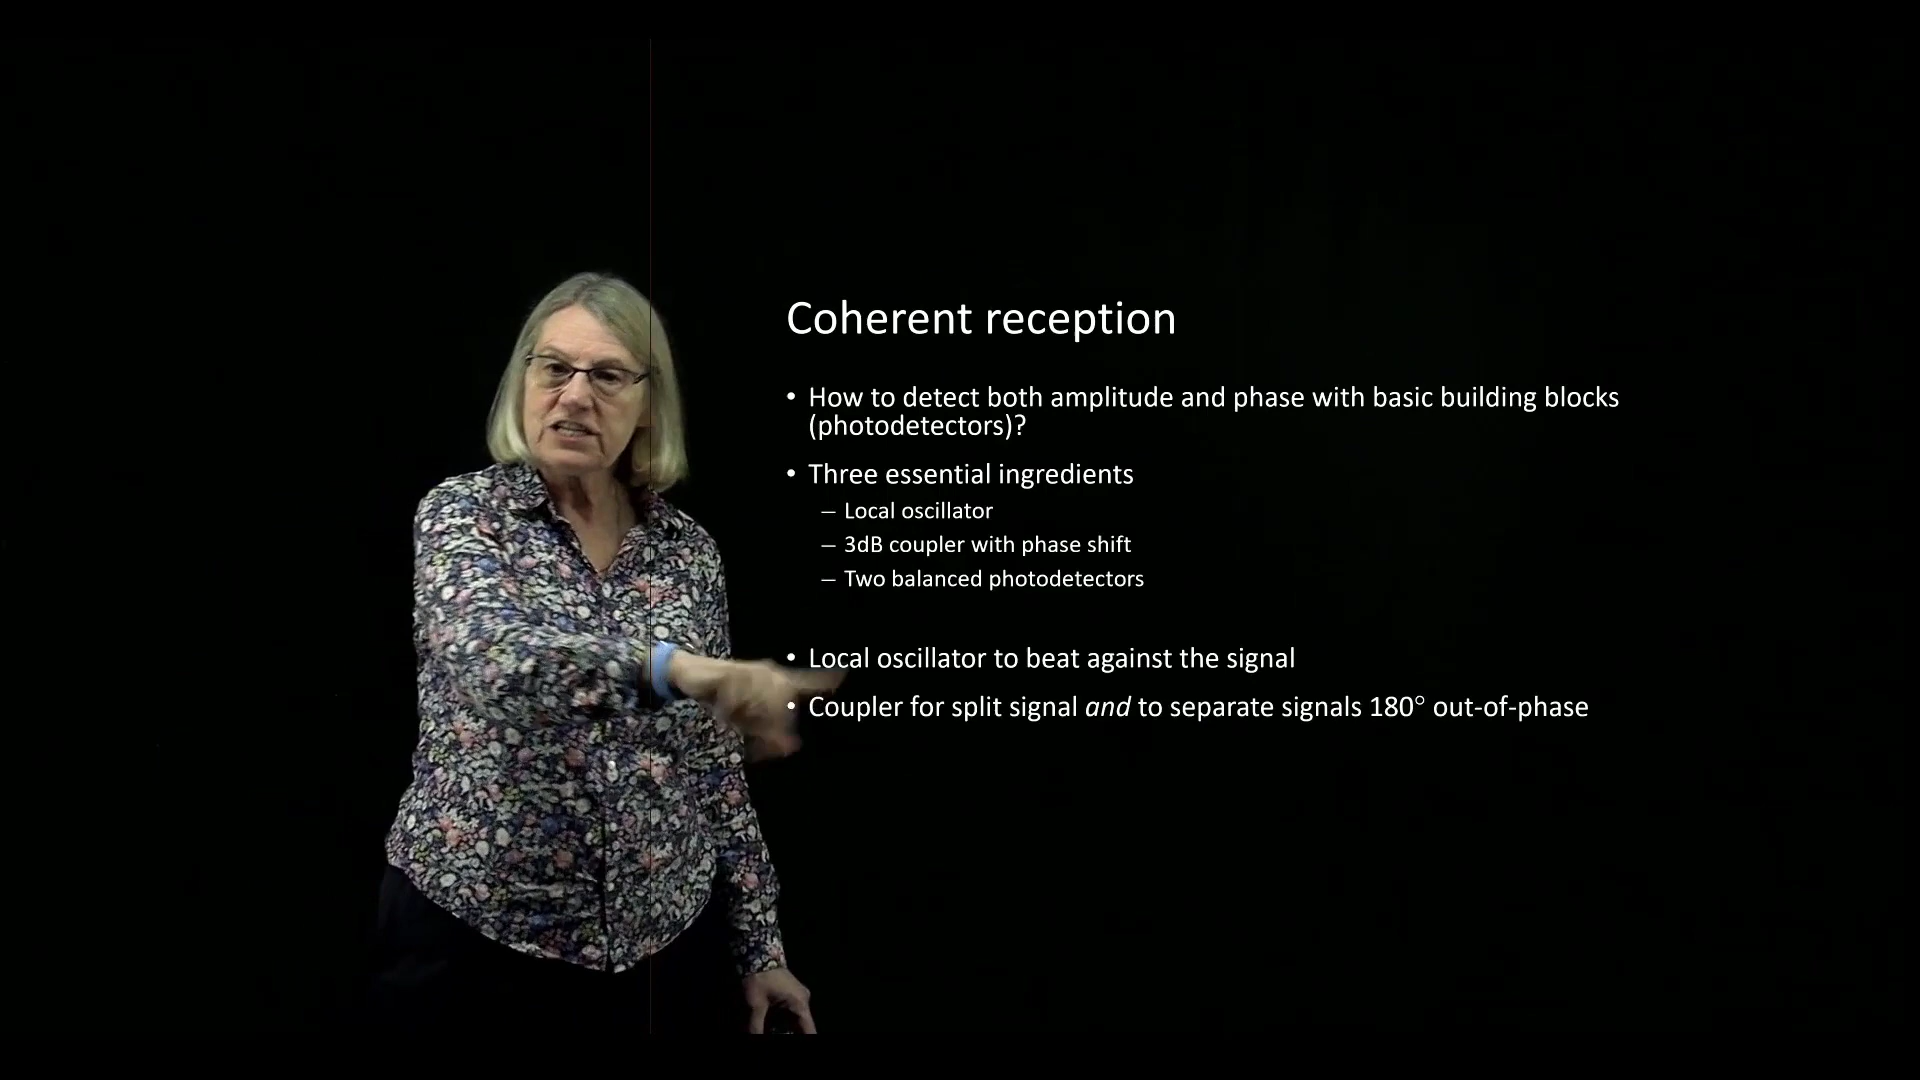 Coherent reception
• How to detect both amplitude and phase with basic building blocks
(photodetectors)?
• Three essential ingredients
– Local oscillator
– 3dB coupler with phase shift
– Two balanced photodetectors
• Local oscillator to beat against the signal
• Coupler for split signal and to separate signals 180° out-of-phase